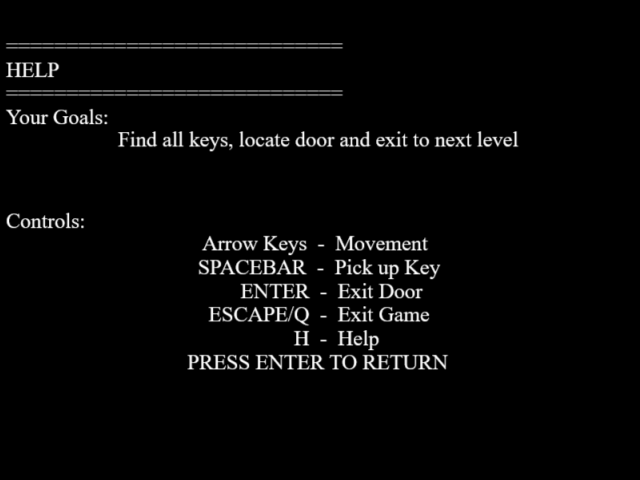 ============================
HELP
============================
Your Goals:
Find all keys, locate door and exit to next level
Controls:
Arrow Keys - Movement
SPACEBAR - Pick up Key
ENTER - Exit Door
ESCAPE/Q - Exit Game
H - Help
PRESS ENTER TO RETURN